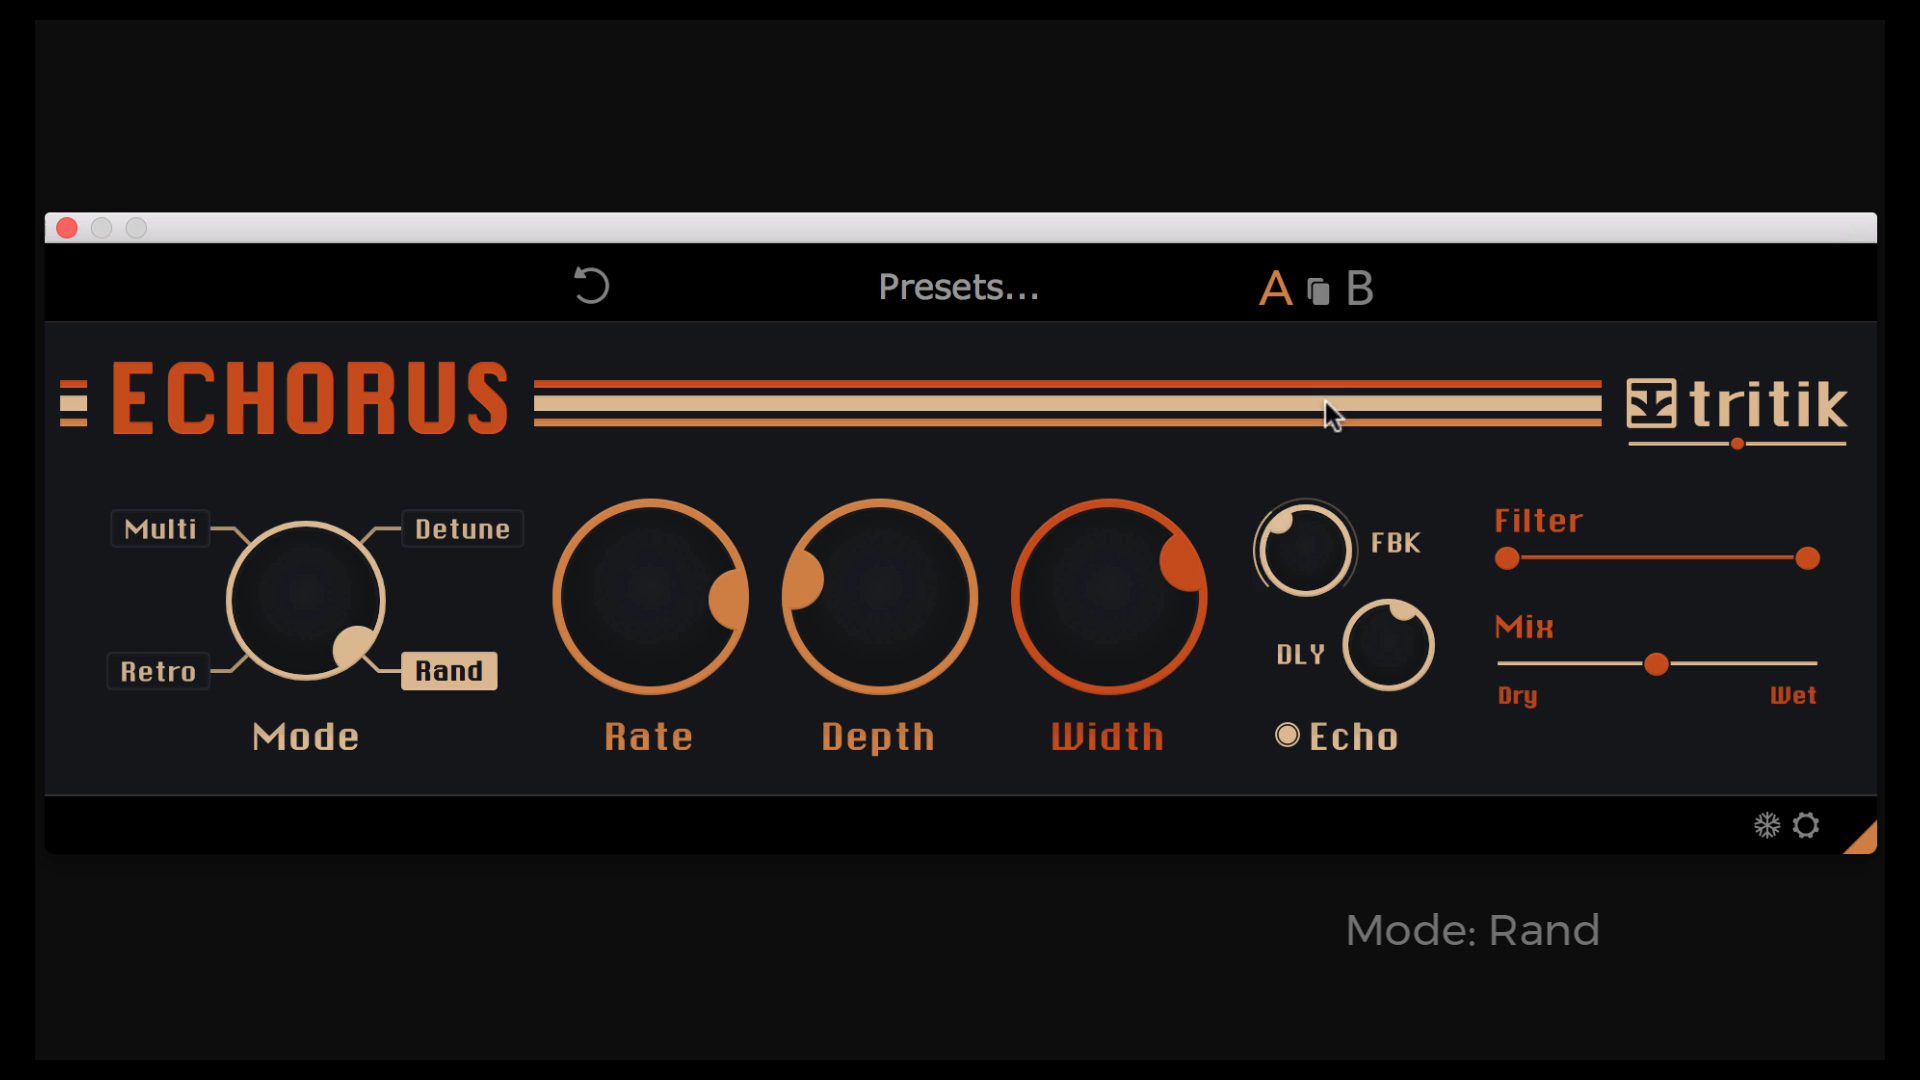 Presets...
A B
ECHORUS
tritik
Multi
Detune
Retro
Rand
Mode
Rate
Depth
Width
FBK
DLY
Echo
Filter
Mix
Dry
Wet
Mode: Rand